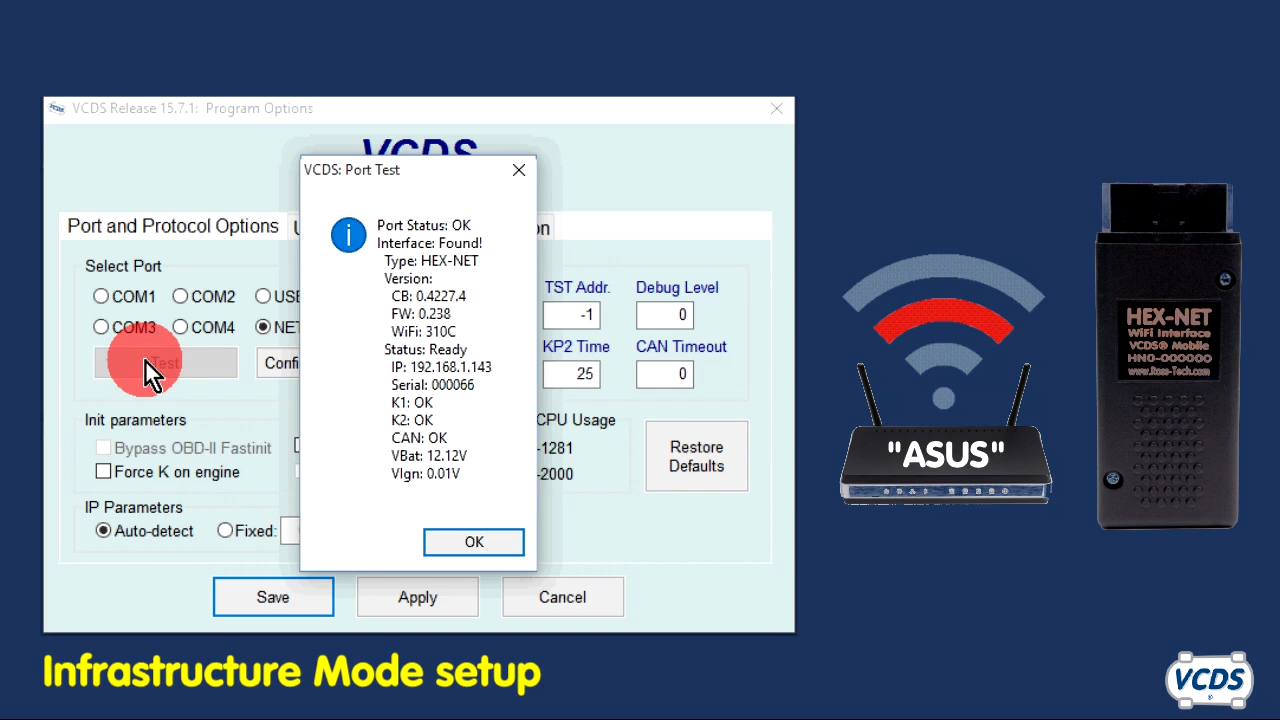 VCDS Release 15.7.1: Program Options
VCDS
Port and Protocol Options
Select Port
COM1 COM2
COM3 COM4
Test
Init parameters
Bypass OBD-II Fastinit
Force K on engine
IP Parameters
Auto-detect Fixed:
VCDS: Port Test
Port Status: OK
Interface: Found!
Type: HEX-NET
Version:
CB: 0.4227.4
FW: 0.238
WiFi: 310C
Status: Ready
IP: 192.168.1.143
Serial: 000066
K1: OK
K2: OK
CAN: OK
VBat: 12.12V
VIgn: 0.01V
OK
TST Addr. Debug Level
-1 0
KP2 Time CAN Timeout
25 0
CPU Usage
-1281
-2000
Restore
Defaults
Save Apply Cancel
"ASUS"
HEX-NET
WiFi Interface
VCDS® Mobile
HN0-000000
www.Ross-Tech.com
Infrastructure Mode setup
VCDS
®